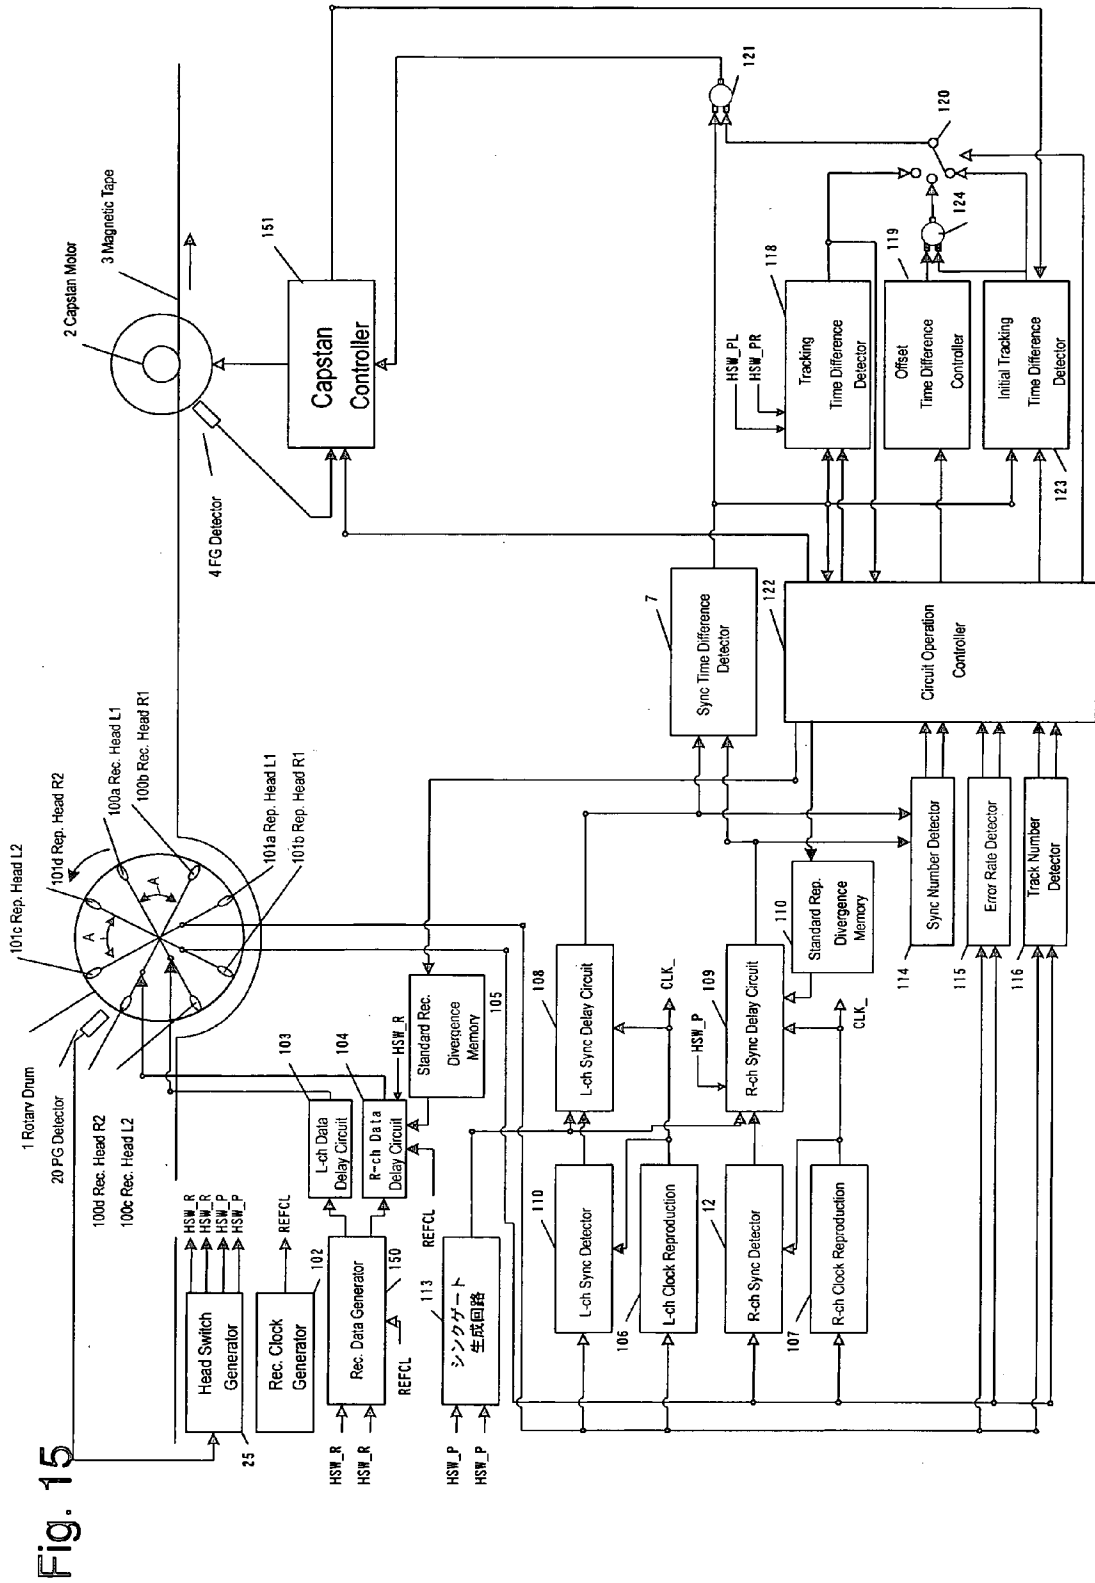 Fig. 15
1 Rotary Drum
20 PG Detector
100d Rec. Head R2
100c Rec. Head L2
101c Rep. Head L2
101d Rep. Head R2
100a Rec. Head L1
100b Rec. Head R1
101a Rep. Head L1
101b Rep. Head R1
A
A
3 Magnetic Tape
2 Capstan Motor
4 FG Detector
151
Capstan
Controller
Head Switch
Generator
25
HSW_R
HSW_R
HSW_P
HSW_P
Rec. Clock
Generator
102
REFCL
Rec. Data Generator
150
HSW_R
HSW_R
REFCL
L-ch Data
Delay Circuit
103
R-ch Data
Delay Circuit
104
HSW_R
REFCL
Standard Rec.
Divergence
Memory
105
シンクゲート
生成回路
113
HSW_P
HSW_P
L-ch Sync Detector
110
L-ch Clock Reproduction
106
R-ch Sync Detector
12
R-ch Clock Reproduction
107
L-ch Sync Delay Circuit
108
CLK_
R-ch Sync Delay Circuit
109
HSW_P
CLK_
Standard Rep.
Divergence
Memory
110
Sync Time Difference
Detector
7
Sync Number Detector
114
Error Rate Detector
115
Track Number
Detector
116
Circuit Operation
Controller
122
Tracking
Time Difference
Detector
118
HSW_PL
HSW_PR
Offset
Time Difference
Controller
119
Initial Tracking
Time Difference
Detector
123
124
120
121